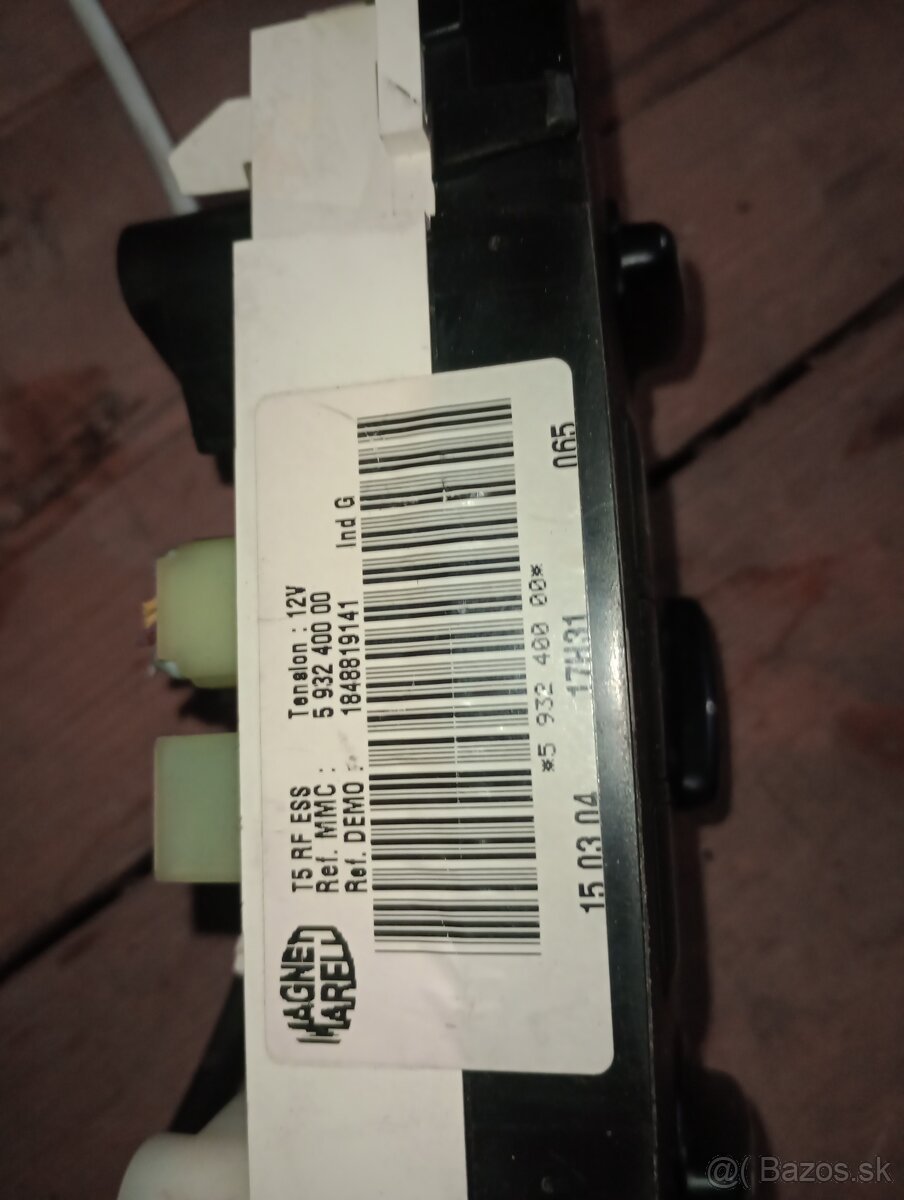 MAGNETI
MARELLI
T5 RF ESS Tension : 12V
Ref. MMC : 5 932 400 00
Ref. DEMO : 1848819141 Ind G
*5 932 400 00*
15.03.04 17H31 065
Bazos.sk